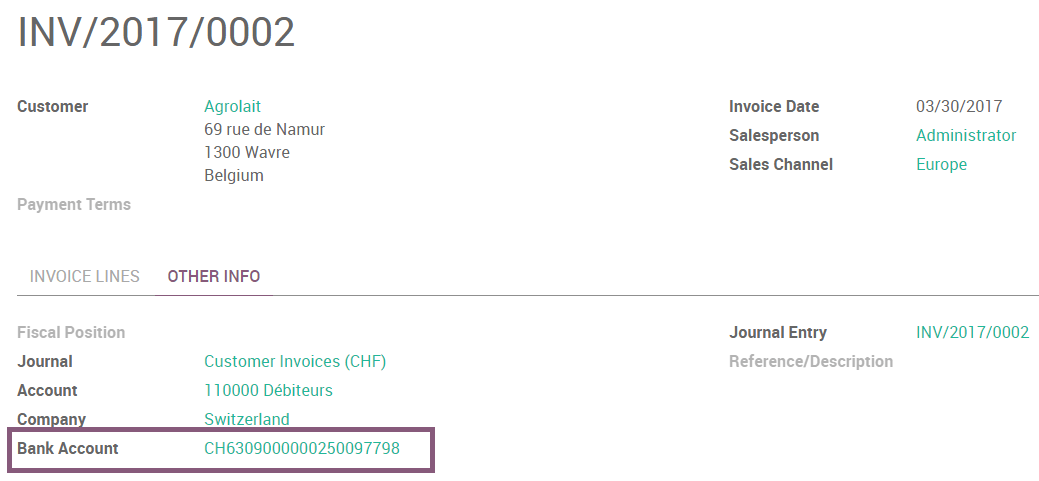 INV/2017/0002
Customer Agrolait Invoice Date 03/30/2017
69 rue de Namur Salesperson Administrator
1300 Wavre Sales Channel Europe
Belgium
Payment Terms
INVOICE LINES OTHER INFO
Fiscal Position Journal Entry INV/2017/0002
Journal Customer Invoices (CHF) Reference/Description
Account 110000 Débiteurs
Company Switzerland
Bank Account CH6309000000250097798